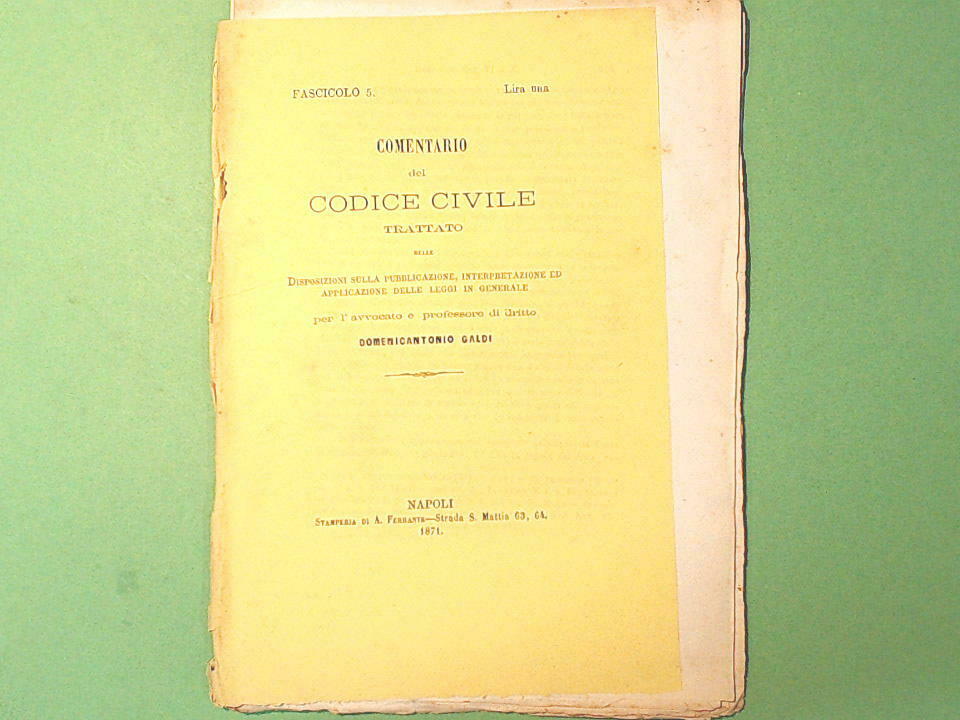 FASCICOLO 5.
Lira una
COMENTARIO
del
CODICE CIVILE
TRATTATO
DELLE
DISPOSIZIONI SULLA PUBBLICAZIONE, INTERPRETAZIONE ED
APPLICAZIONE DELLE LEGGI IN GENERALE
per l'avvocato e professore di dritto
DOMENICANTONIO GALDI
NAPOLI
STAMPERIA DI A. FERRANTE—Strada S. Mattia 63, 64.
1871.